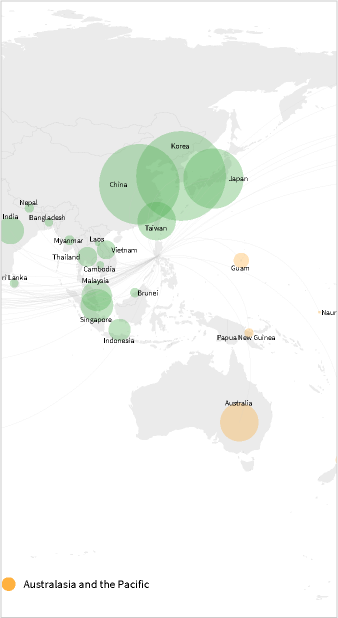 Korea
Japan
China
Nepal
India
Bangladesh
Taiwan
Myanmar
Laos
Vietnam
Thailand
Cambodia
Guam
ri Lanka
Malaysia
Brunei
Naur
Singapore
Indonesia
Papua New Guinea
Australia
Australasia and the Pacific